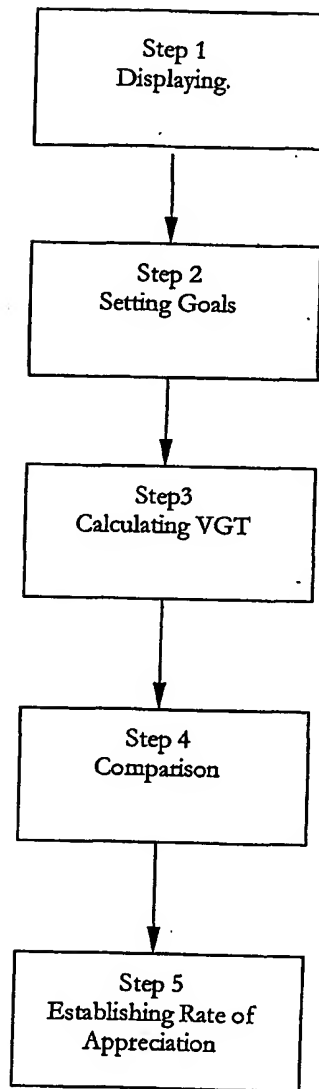 Step 1
Displaying.
Step 2
Setting Goals
Step3
Calculating VGT
Step 4
Comparison
Step 5
Establishing Rate of
Appreciation